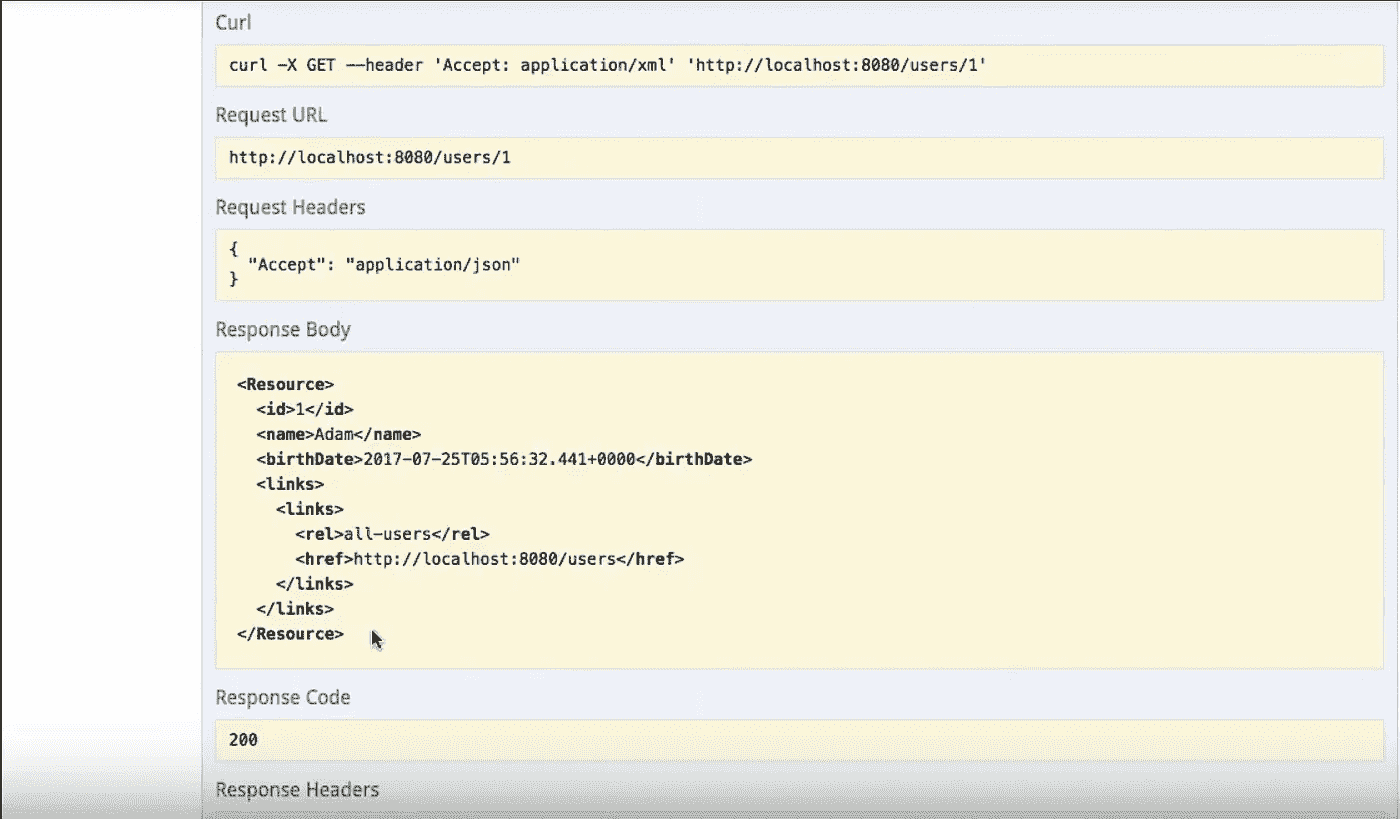 Curl
curl -X GET --header 'Accept: application/xml' 'http://localhost:8080/users/1'
Request URL
http://localhost:8080/users/1
Request Headers
{
"Accept": "application/json"
}
Response Body
<Resource>
<id>1</id>
<name>Adam</name>
<birthDate>2017-07-25T05:56:32.441+0000</birthDate>
<links>
<links>
<rel>all-users</rel>
<href>http://localhost:8080/users</href>
</links>
</links>
</Resource>
Response Code
200
Response Headers